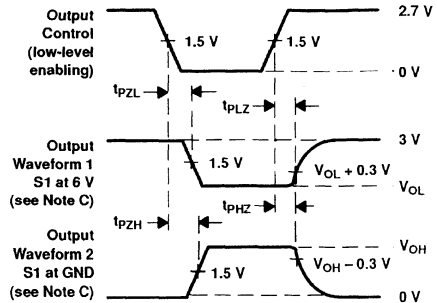 Output
Control
(low-level
enabling)
2.7 V
1.5 V
1.5 V
0 V
tPZL
tPLZ
Output
Waveform 1
S1 at 6 V
(see Note C)
3 V
1.5 V
VOL + 0.3 V
VOL
tPZH
tPHZ
Output
Waveform 2
S1 at GND
(see Note C)
VOH
1.5 V
VOH – 0.3 V
0 V